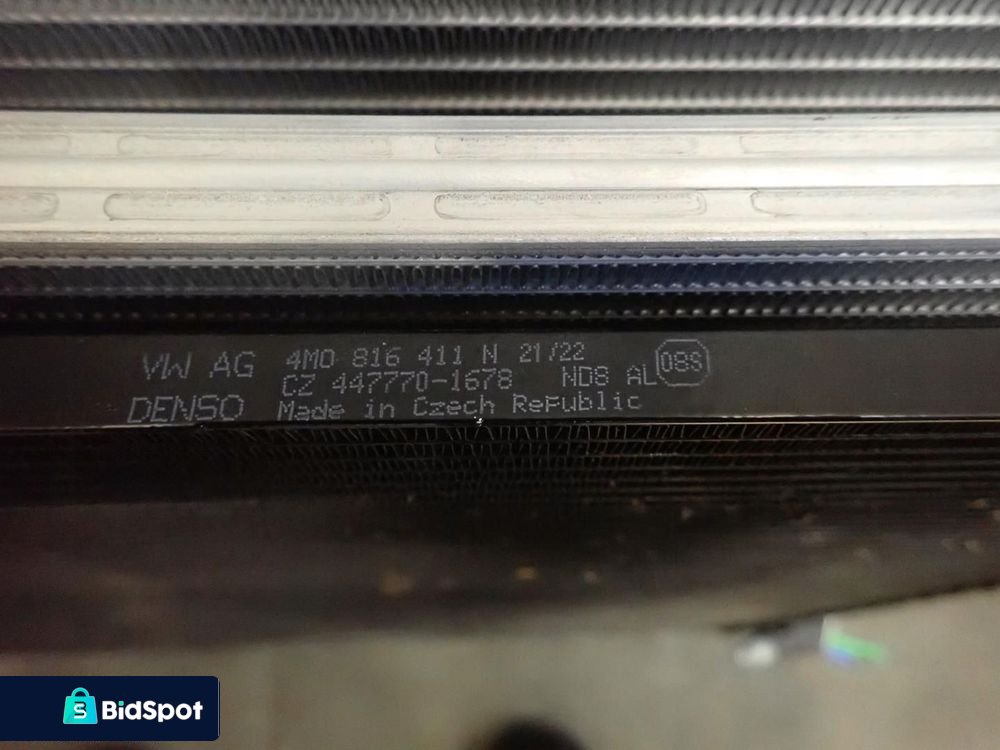 VW AG 4M0 816 411 N 21/22
CZ 447770-1678 ND8 AL 08S
DENSO Made in Czech Republic
BidSpot